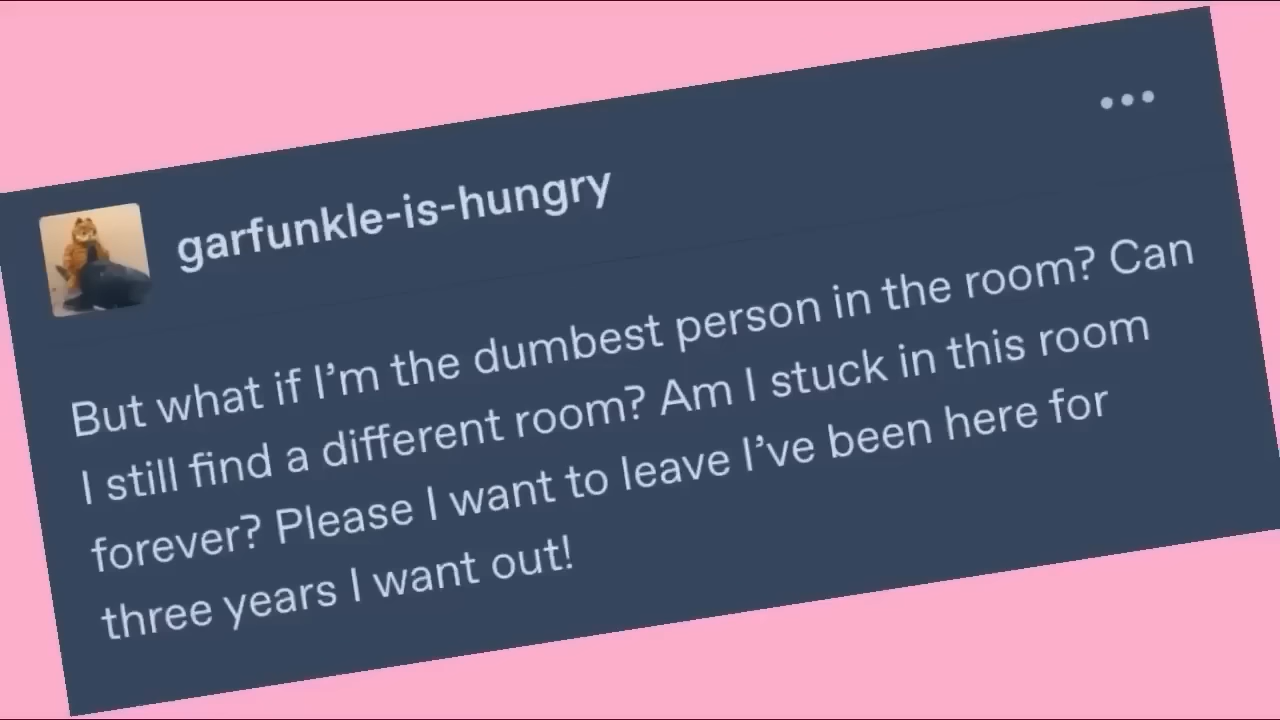 garfunkle-is-hungry
But what if I’m the dumbest person in the room? Can
I still find a different room? Am I stuck in this room
forever? Please I want to leave I’ve been here for
three years I want out!